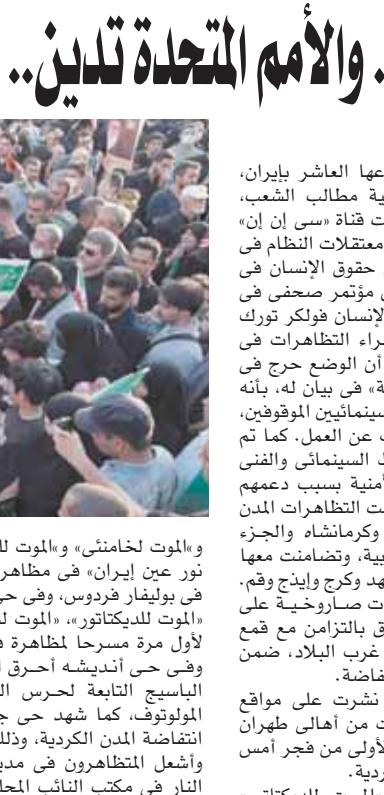 . والأمم المتحدة تدين..
عها العاشر بإيران،
ية مطالب الشعب،
ت قناة «سى إن إن»
معتقلات النظام فى
حقوق الإنسان فى
مؤتمر صحفى فى
لإنسان فولكر تورك
راء التظاهرات فى
أن الوضع حرج فى
ة» فى بيان له، بأنه
سينمائيين الموقوفين،
عن العمل. كما تم
السينمائى والفنى
أمنية بسبب دعمهم
ت التظاهرات المدن
وكرمانشاه والجزء
بية، وتضامنت معها
هد وكرج وإيذج وقم.
ت صاروخية على
ق بالتزامن مع قمع
غرب البلاد، ضمن
فاضة.
نشرت على مواقع
ت من أهالى طهران
لأولى من فجر أمس
ردية.
و»الموت لخامنئى» و»الموت لل
نور عين إيران» فى مظاهر
فى بوليفار فردوس، وفى حى
«الموت للديكتاتور»، «الموت ل
لأول مرة مسرحا لمظاهرة ف
وفى حى أنديشه أحرق ا
الباسيج التابعة لحرس ال
المولوتوف، كما شهد حى ج
انتفاضة المدن الكردية، وذلك
وأشعل المتظاهرون فى مدي
النار فى مكتب النائب المحل